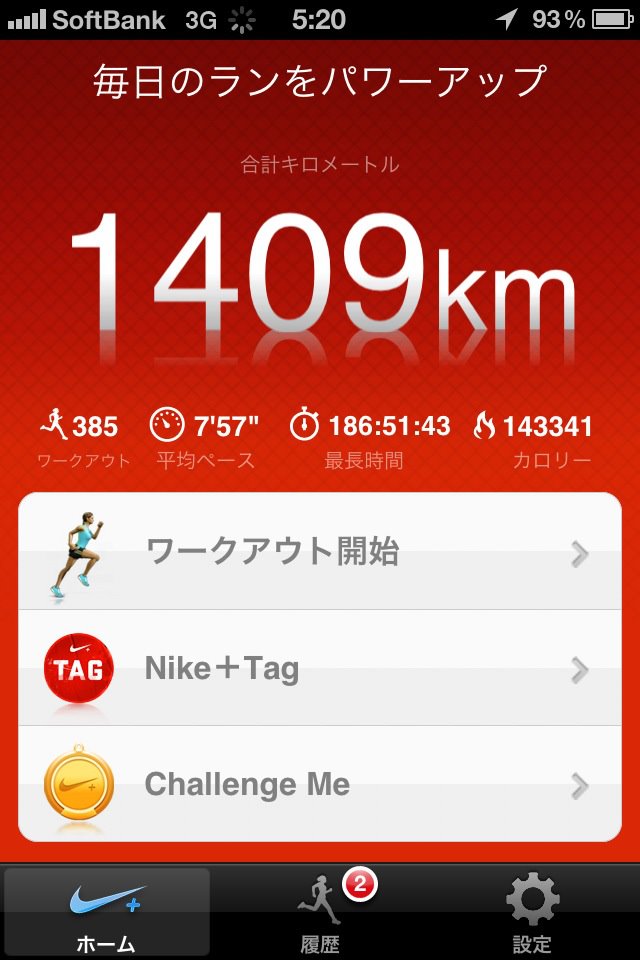 SoftBank 3G 5:20 93%
毎日のランをパワーアップ
合計キロメートル
1409km
385 7'57" 186:51:43 143341
ワークアウト 平均ペース 最長時間 カロリー
ワークアウト開始
TAG Nike＋Tag
Challenge Me
2
ホーム 履歴 設定